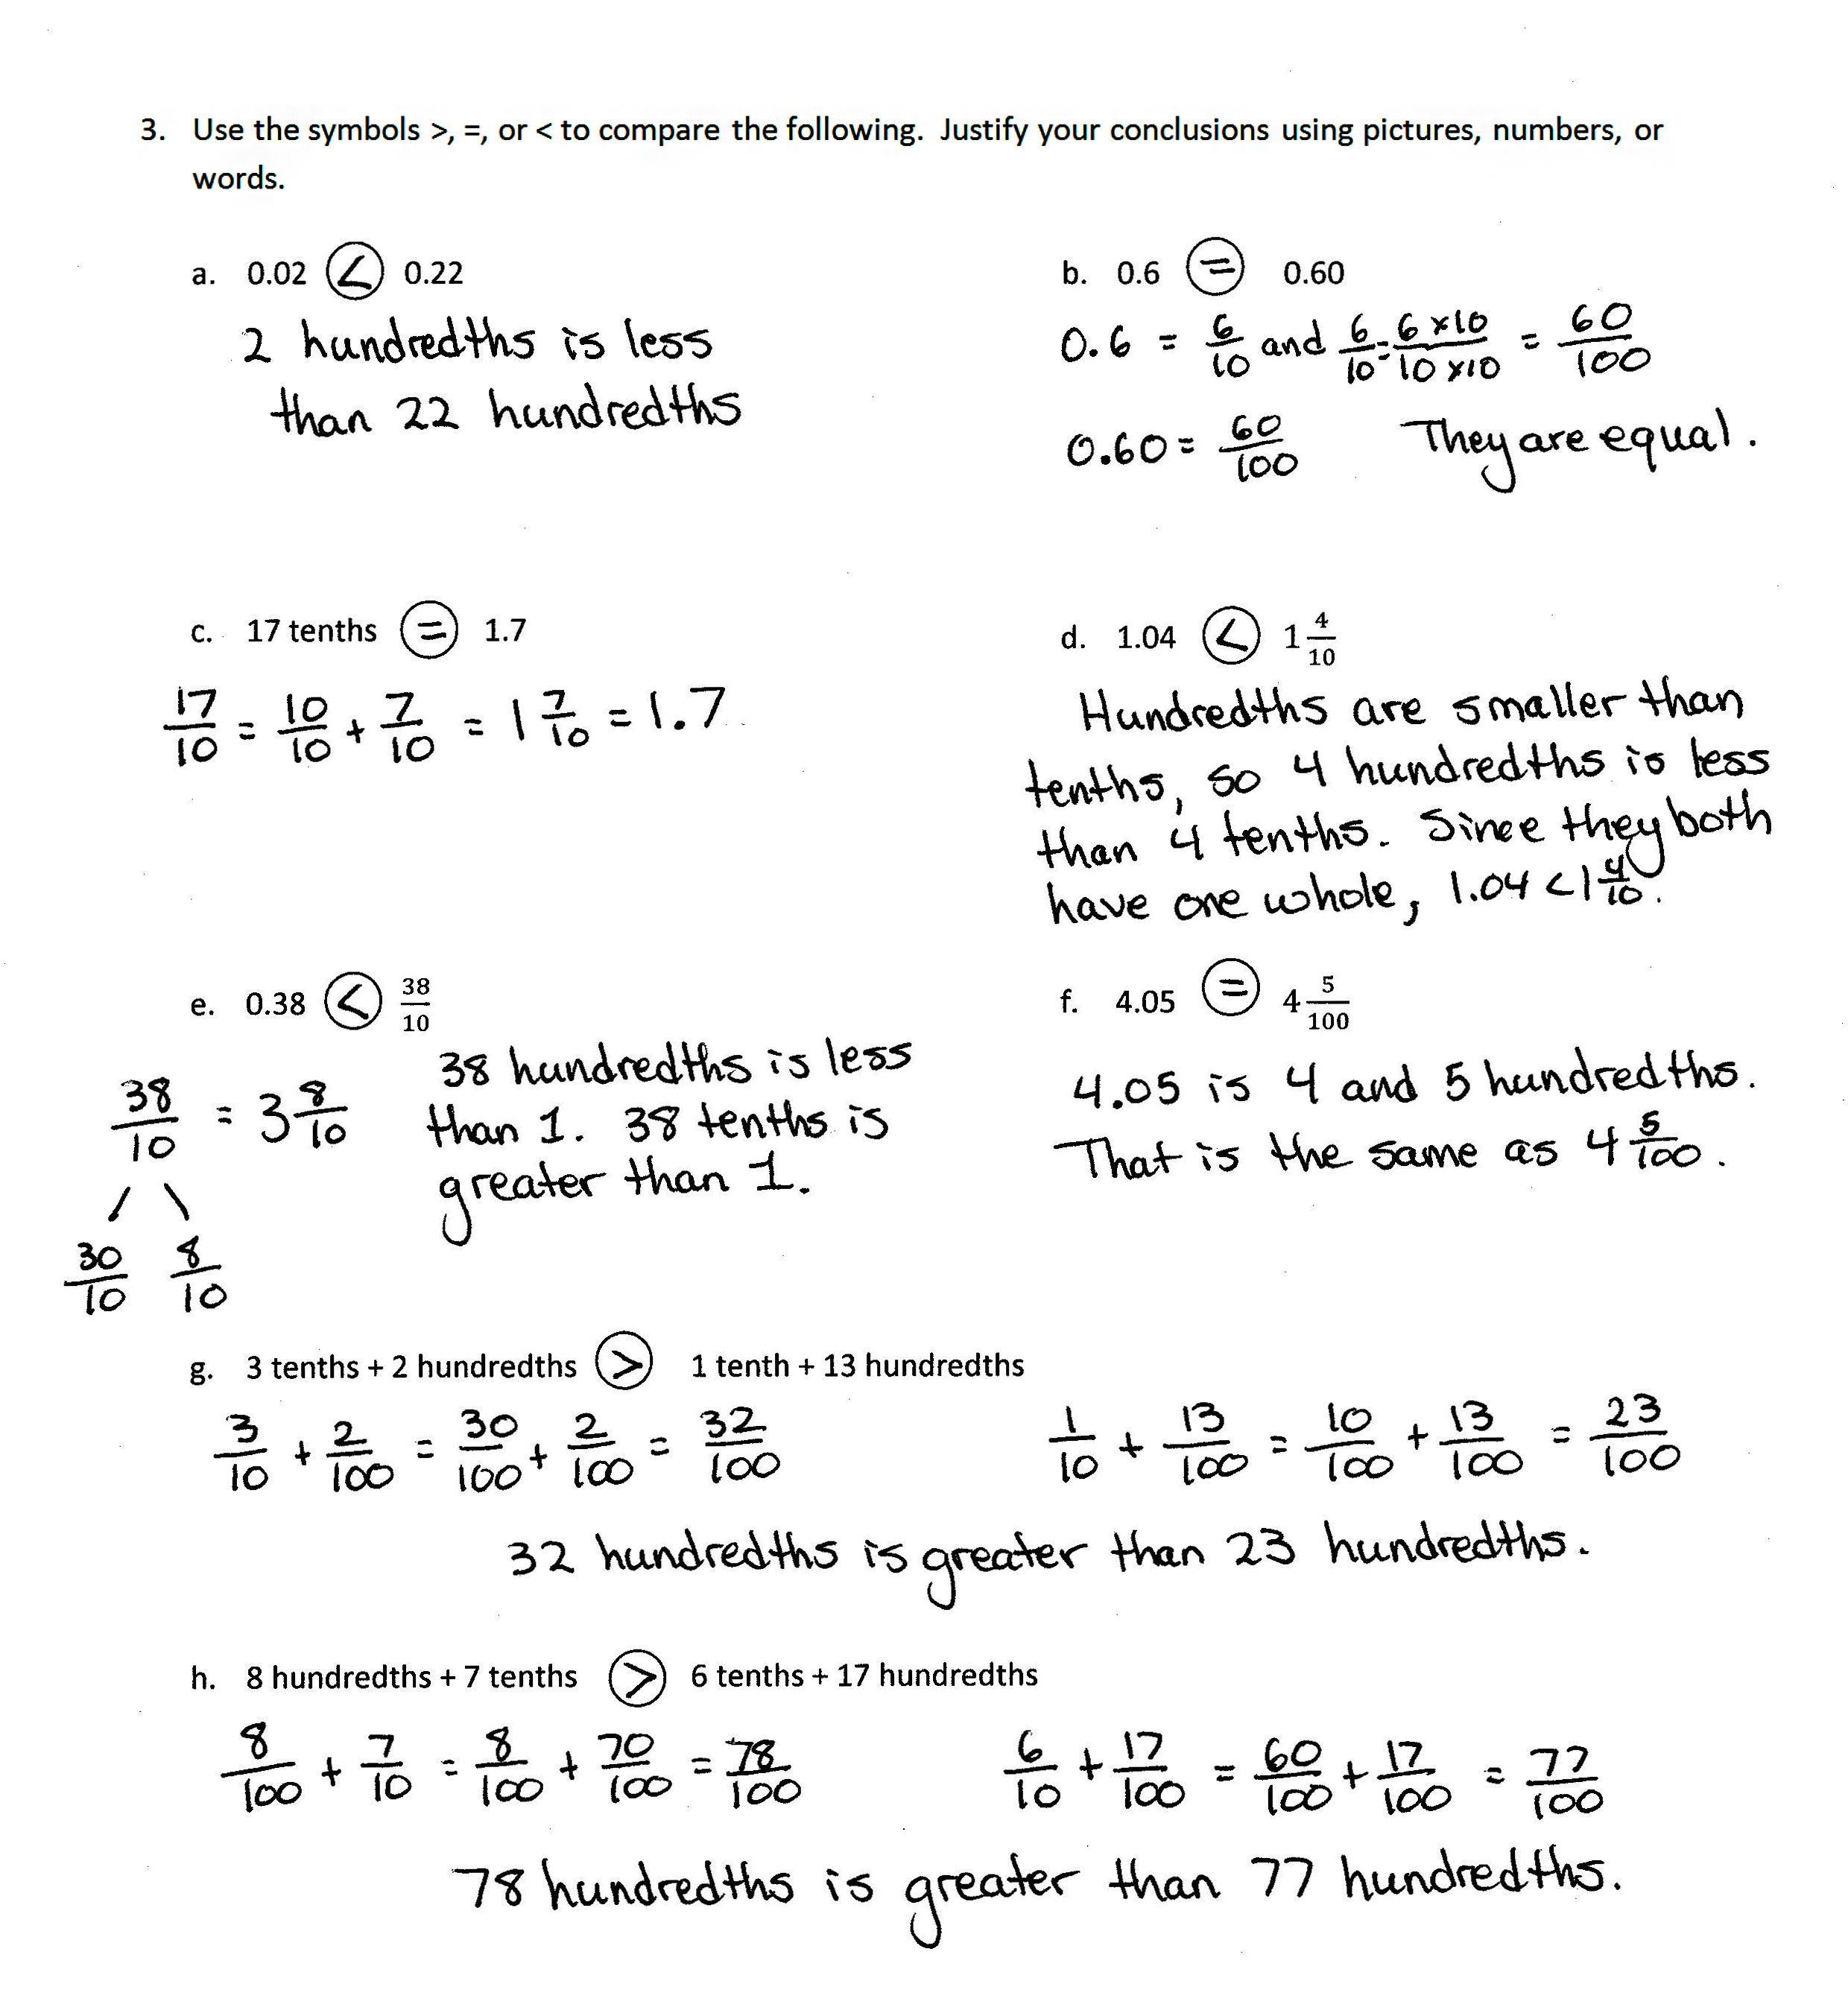 3. Use the symbols >, =, or < to compare the following. Justify your conclusions using pictures, numbers, or
words.
a. 0.02 < 0.22
2 hundredths is less
than 22 hundredths
b. 0.6 = 0.60
0.6 = 6/10 and 6/10 = 6 x10/10 x10 = 60/100
0.60 = 60/100 They are equal.
c. 17 tenths = 1.7
17/10 = 10/10 + 7/10 = 1 7/10 = 1.7
d. 1.04 < 1 4/10
Hundredths are smaller than
tenths, so 4 hundredths is less
than 4 tenths. Since they both
have one whole, 1.04 < 1 4/10.
e. 0.38 < 38/10
38/10 = 3 8/10
30/10 8/10
38 hundredths is less
than 1. 38 tenths is
greater than 1.
f. 4.05 = 4 5/100
4.05 is 4 and 5 hundredths.
That is the same as 4 5/100.
g. 3 tenths + 2 hundredths > 1 tenth + 13 hundredths
3/10 + 2/100 = 30/100 + 2/100 = 32/100 1/10 + 13/100 = 10/100 + 13/100 = 23/100
32 hundredths is greater than 23 hundredths.
h. 8 hundredths + 7 tenths > 6 tenths + 17 hundredths
8/100 + 7/10 = 8/100 + 70/100 = 78/100 6/10 + 17/100 = 60/100 + 17/100 = 77/100
78 hundredths is greater than 77 hundredths.